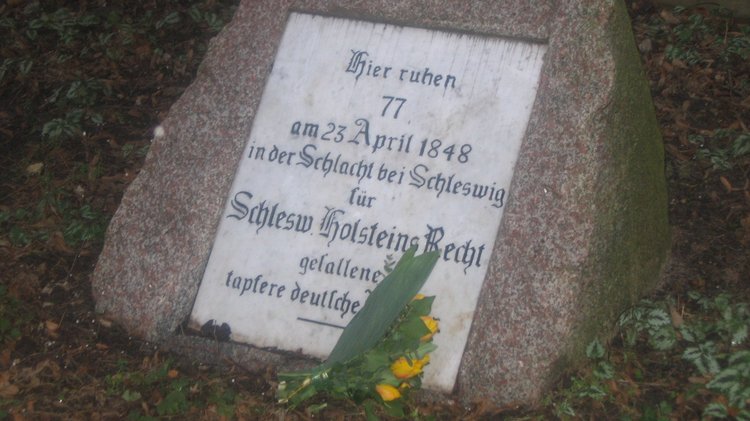 Hier ruhen
77
am 23 April 1848
in der Schlacht bei Schleswig
für
Schlesw. Holsteins Recht
gefallene
tapfere deutsche